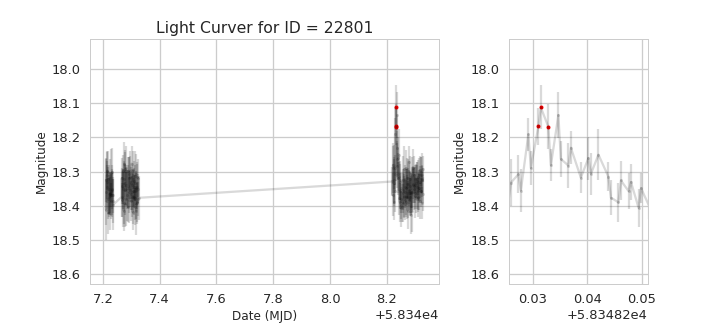 Light Curver for ID = 22801
Magnitude
18.0
18.1
18.2
18.3
18.4
18.5
18.6
7.2 7.4 7.6 7.8 8.0 8.2
Date (MJD)
+5.834e4
Magnitude
18.0
18.1
18.2
18.3
18.4
18.5
18.6
0.03 0.04 0.05
+5.83482e4